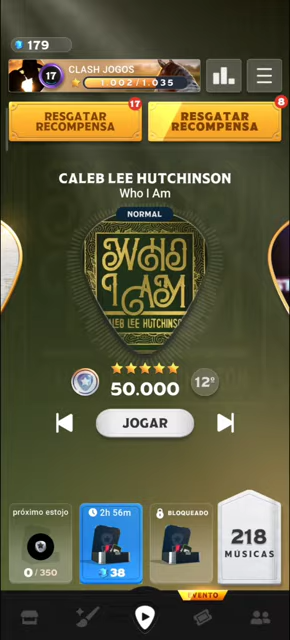 179
17
CLASH JOGOS
1.002/1.035
RESGATAR
RECOMPENSA
17
RESGATAR
RECOMPENSA
8
CALEB LEE HUTCHINSON
Who I Am
NORMAL
WHO
I AM
CALEB LEE HUTCHINSON
50.000
12º
JOGAR
próximo estojo
0 / 350
2h 56m
38
BLOQUEADO
218
MÚSICAS
EVENTO